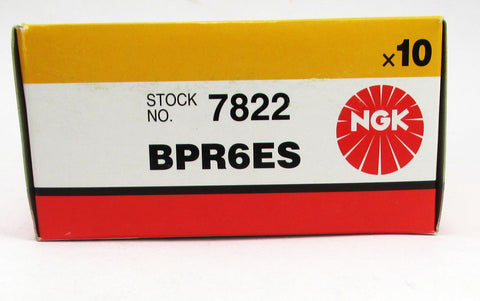 x10
STOCK NO. 7822
BPR6ES
NGK